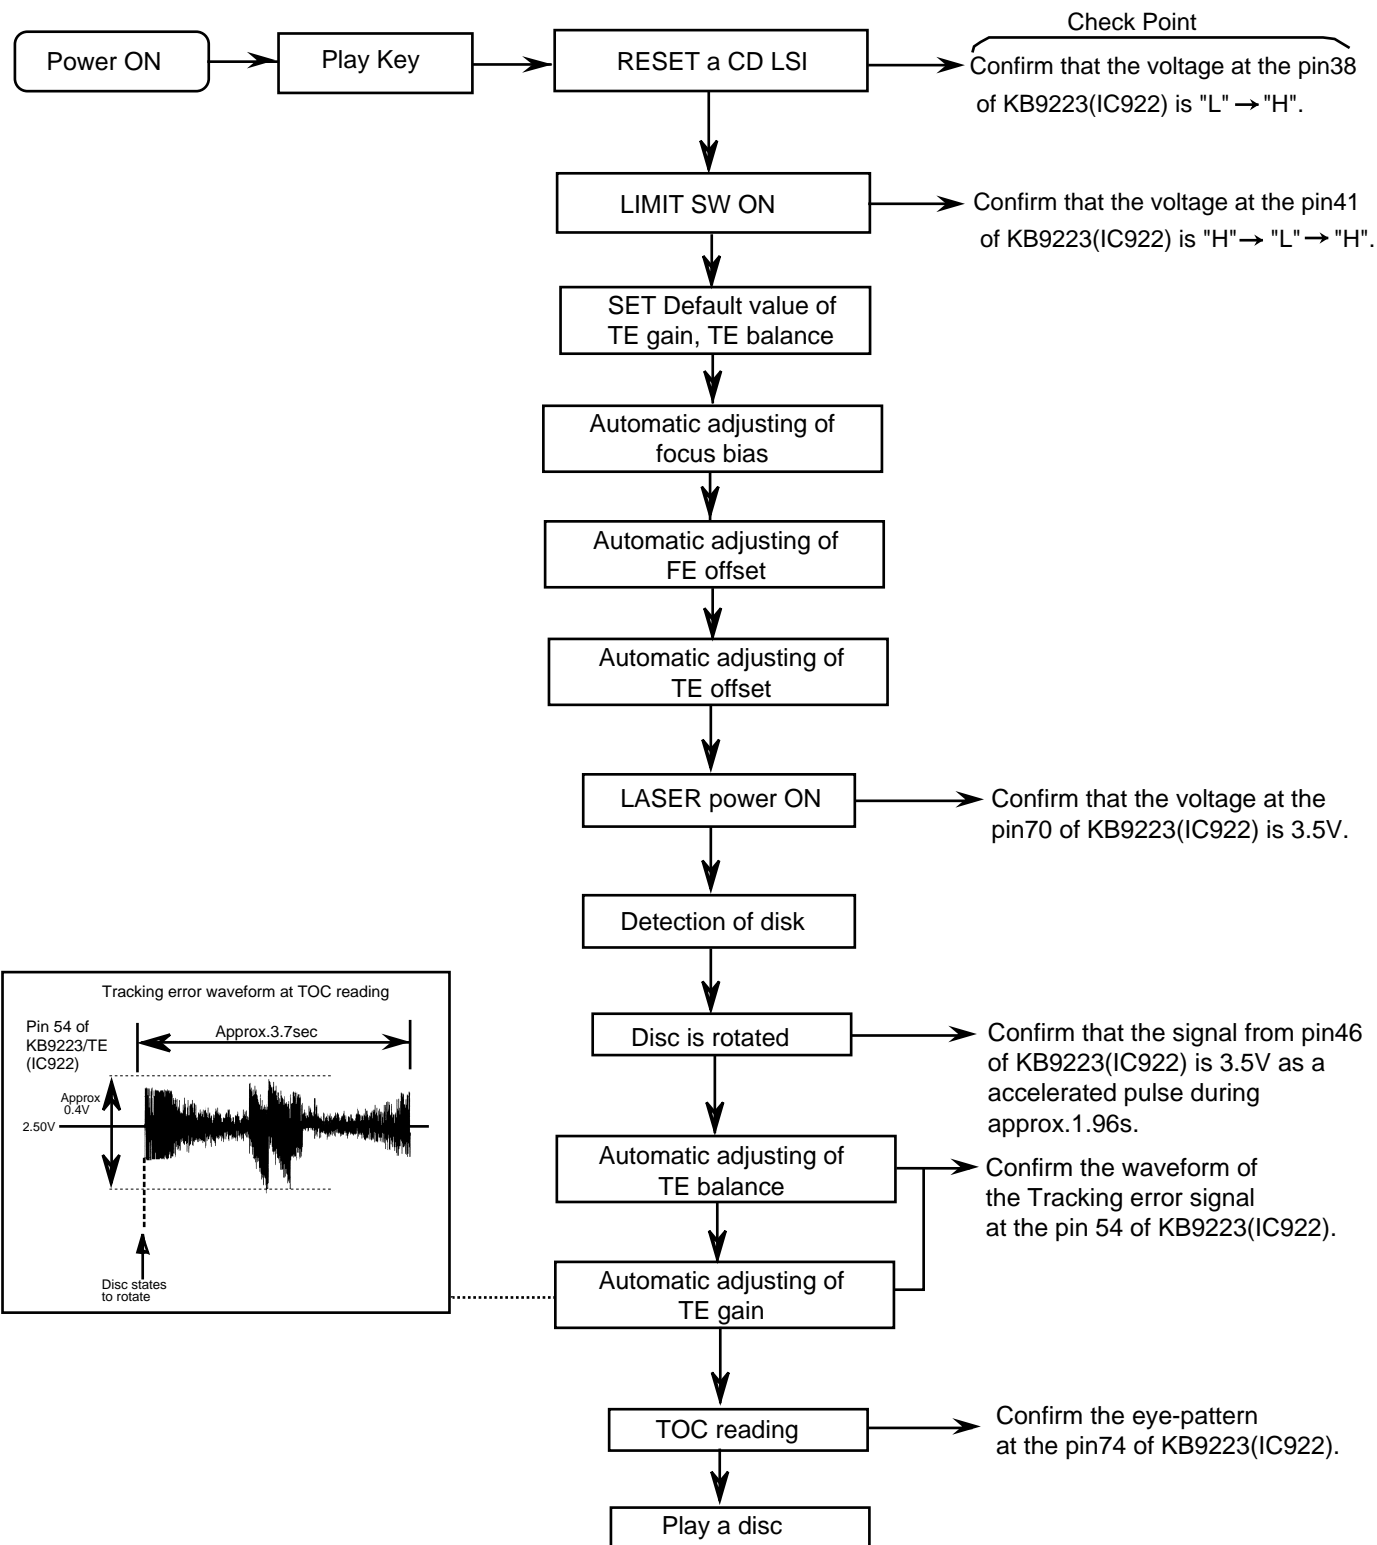 Check Point
Power ON
Play Key
RESET a CD LSI
Confirm that the voltage at the pin38
of KB9223(IC922) is "L" → "H".
LIMIT SW ON
Confirm that the voltage at the pin41
of KB9223(IC922) is "H" → "L" → "H".
SET Default value of
TE gain, TE balance
Automatic adjusting of
focus bias
Automatic adjusting of
FE offset
Automatic adjusting of
TE offset
LASER power ON
Confirm that the voltage at the
pin70 of KB9223(IC922) is 3.5V.
Detection of disk
Disc is rotated
Confirm that the signal from pin46
of KB9223(IC922) is 3.5V as a
accelerated pulse during
approx.1.96s.
Automatic adjusting of
TE balance
Confirm the waveform of
the Tracking error signal
at the pin 54 of KB9223(IC922).
Automatic adjusting of
TE gain
Tracking error waveform at TOC reading
Pin 54 of
KB9223/TE
(IC922)
Approx.3.7sec
Approx
0.4V
2.50V
Disc states
to rotate
TOC reading
Confirm the eye-pattern
at the pin74 of KB9223(IC922).
Play a disc